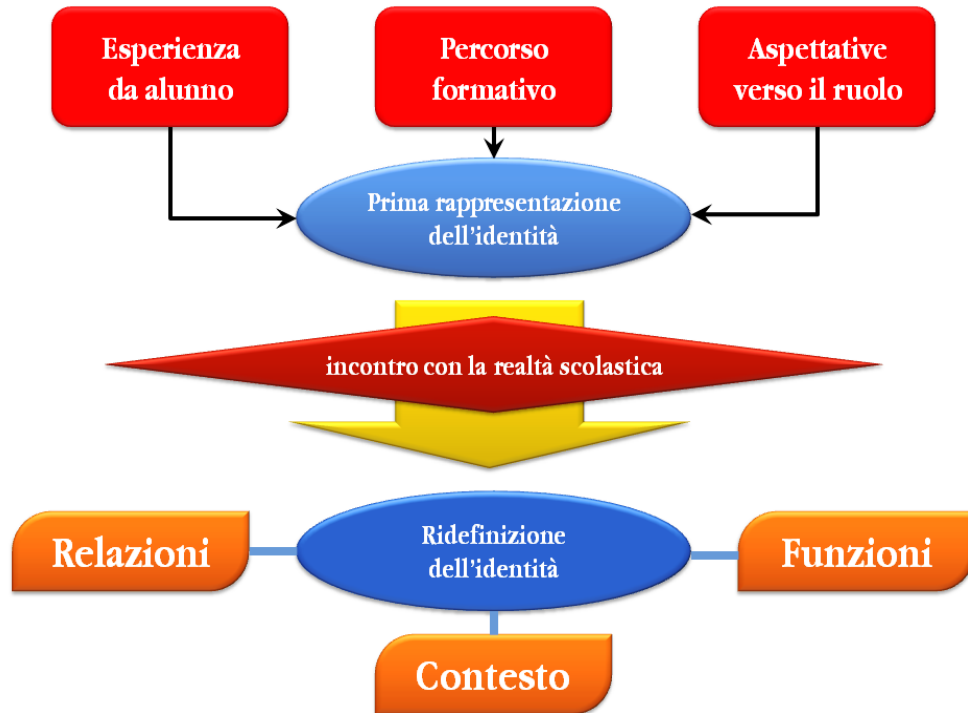 Esperienza
da alunno
Percorso
formativo
Aspettative
verso il ruolo
Prima rappresentazione
dell'identità
incontro con la realtà scolastica
Ridefinizione
dell'identità
Relazioni
Funzioni
Contesto